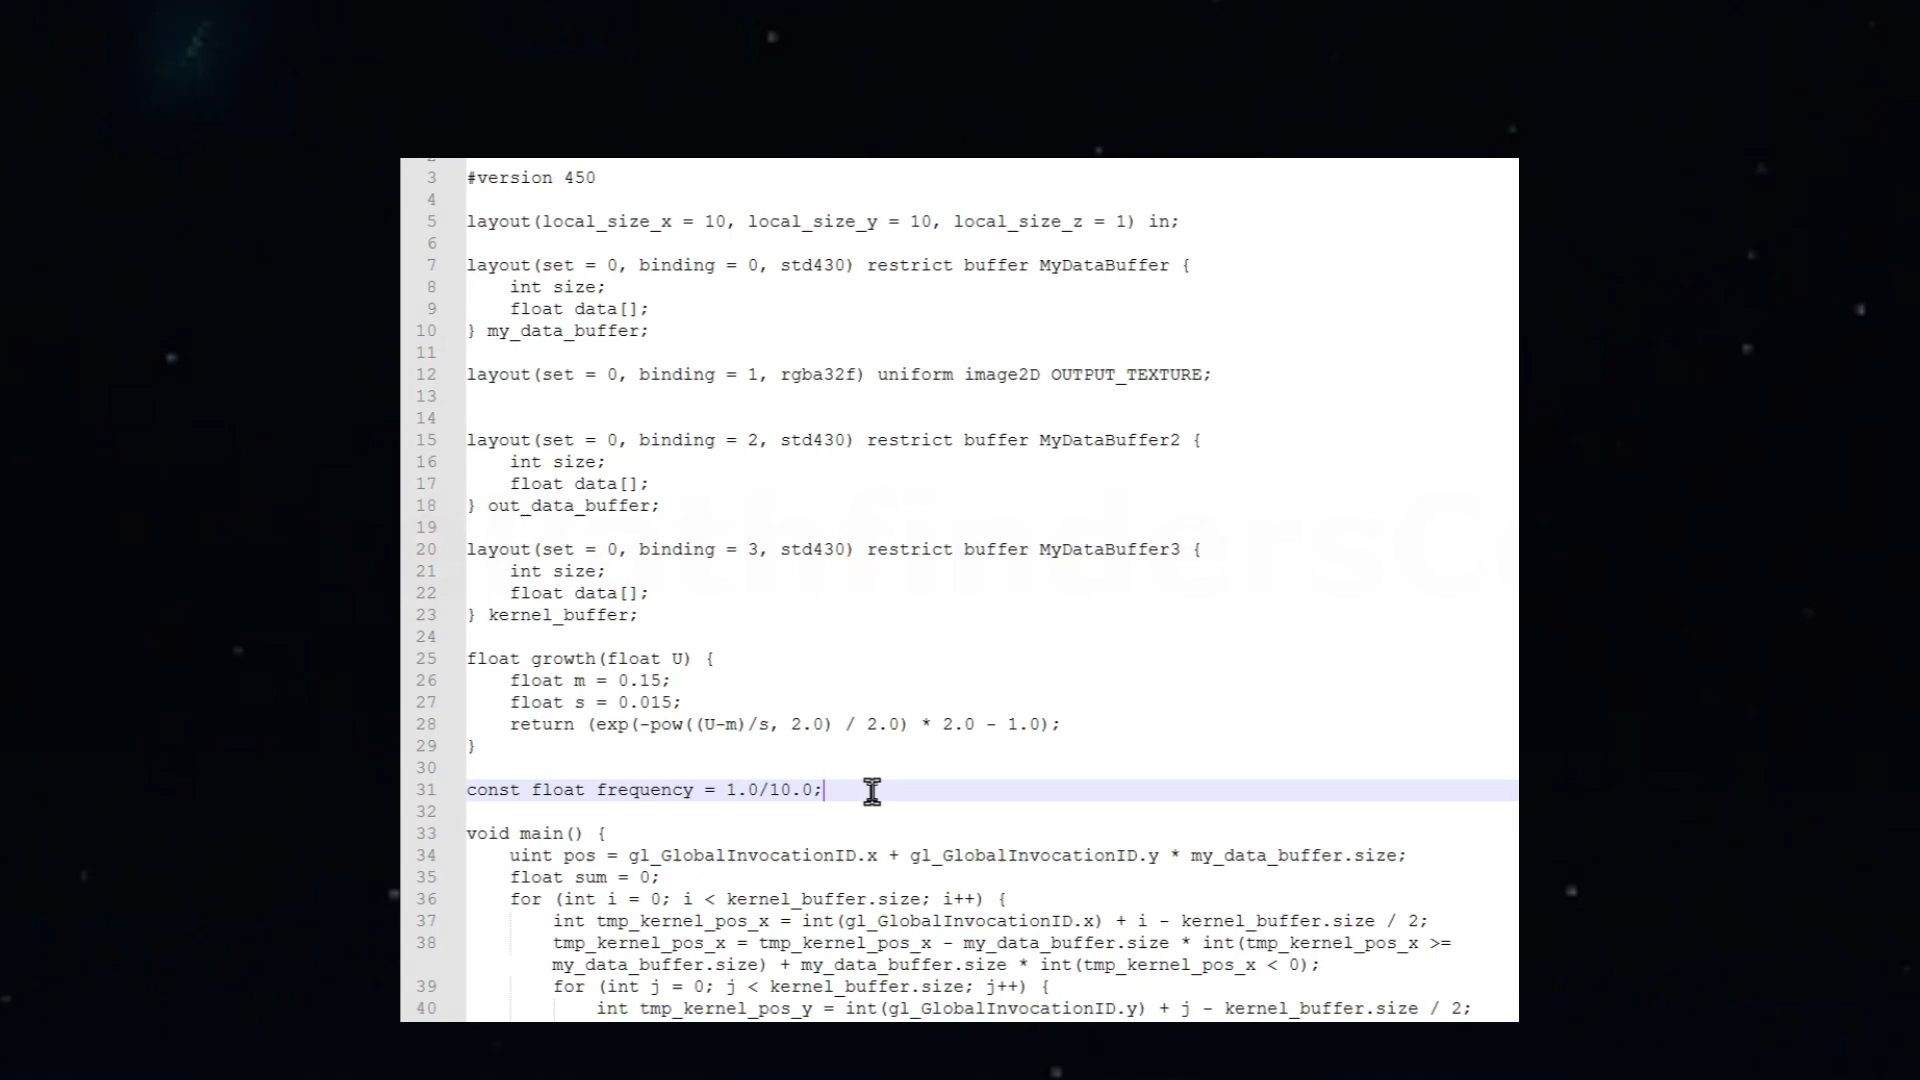 3 #version 450
4
5 layout(local_size_x = 10, local_size_y = 10, local_size_z = 1) in;
6
7 layout(set = 0, binding = 0, std430) restrict buffer MyDataBuffer {
8     int size;
9     float data[];
10 } my_data_buffer;
11
12 layout(set = 0, binding = 1, rgba32f) uniform image2D OUTPUT_TEXTURE;
13
14
15 layout(set = 0, binding = 2, std430) restrict buffer MyDataBuffer2 {
16     int size;
17     float data[];
18 } out_data_buffer;
19
20 layout(set = 0, binding = 3, std430) restrict buffer MyDataBuffer3 {
21     int size;
22     float data[];
23 } kernel_buffer;
24
25 float growth(float U) {
26     float m = 0.15;
27     float s = 0.015;
28     return (exp(-pow((U-m)/s, 2.0) / 2.0) * 2.0 - 1.0);
29 }
30
31 const float frequency = 1.0/10.0;
32
33 void main() {
34     uint pos = gl_GlobalInvocationID.x + gl_GlobalInvocationID.y * my_data_buffer.size;
35     float sum = 0;
36     for (int i = 0; i < kernel_buffer.size; i++) {
37         int tmp_kernel_pos_x = int(gl_GlobalInvocationID.x) + i - kernel_buffer.size / 2;
38         tmp_kernel_pos_x = tmp_kernel_pos_x - my_data_buffer.size * int(tmp_kernel_pos_x >=
my_data_buffer.size) + my_data_buffer.size * int(tmp_kernel_pos_x < 0);
39         for (int j = 0; j < kernel_buffer.size; j++) {
40             int tmp_kernel_pos_y = int(gl_GlobalInvocationID.y) + j - kernel_buffer.size / 2;